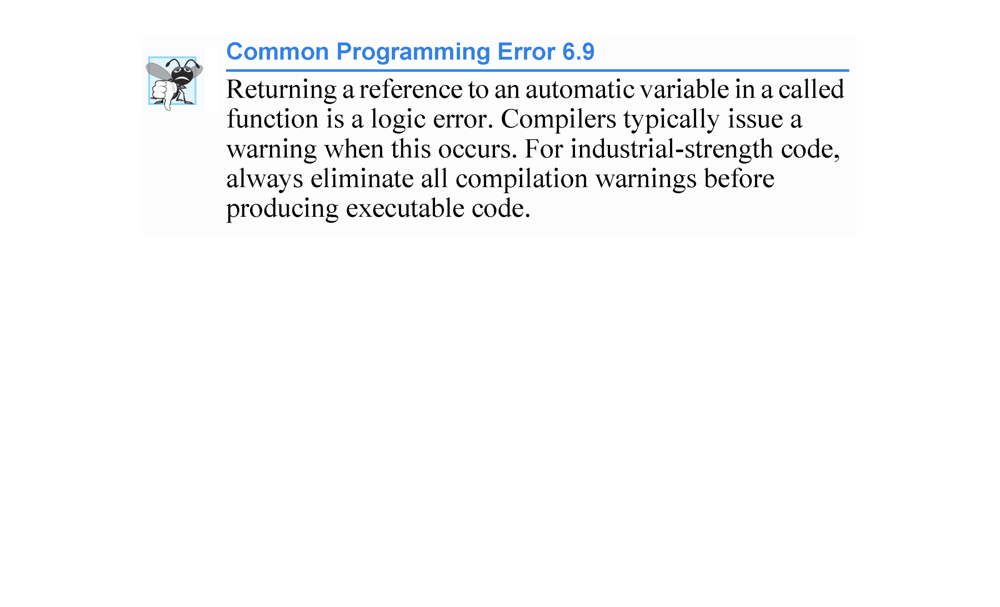 Common Programming Error 6.9
Returning a reference to an automatic variable in a called
function is a logic error. Compilers typically issue a
warning when this occurs. For industrial-strength code,
always eliminate all compilation warnings before
producing executable code.